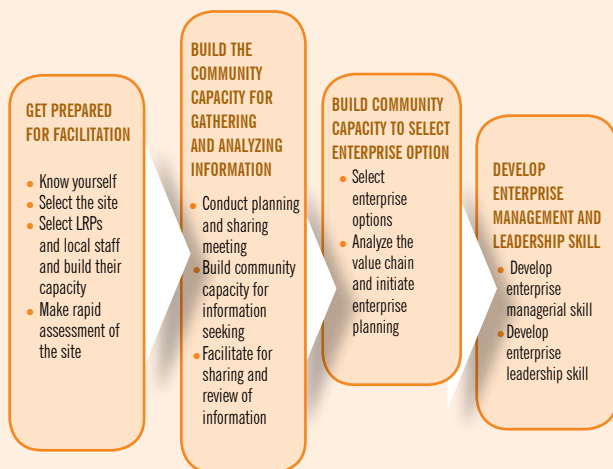 GET PREPARED
FOR FACILITATION
• Know yourself
• Select the site
• Select LRPs
and local staff
and build their
capacity
• Make rapid
assessment of
the site
BUILD THE
COMMUNITY
CAPACITY FOR
GATHERING
AND ANALYZING
INFORMATION
• Conduct planning
and sharing
meeting
• Build community
capacity for
information
seeking
• Facilitate for
sharing and
review of
information
BUILD COMMUNITY
CAPACITY TO SELECT
ENTERPRISE OPTION
• Select
enterprise
options
• Analyze the
value chain
and initiate
enterprise
planning
DEVELOP
ENTERPRISE
MANAGEMENT AND
LEADERSHIP SKILL
• Develop
enterprise
managerial skill
• Develop
enterprise
leadership skill